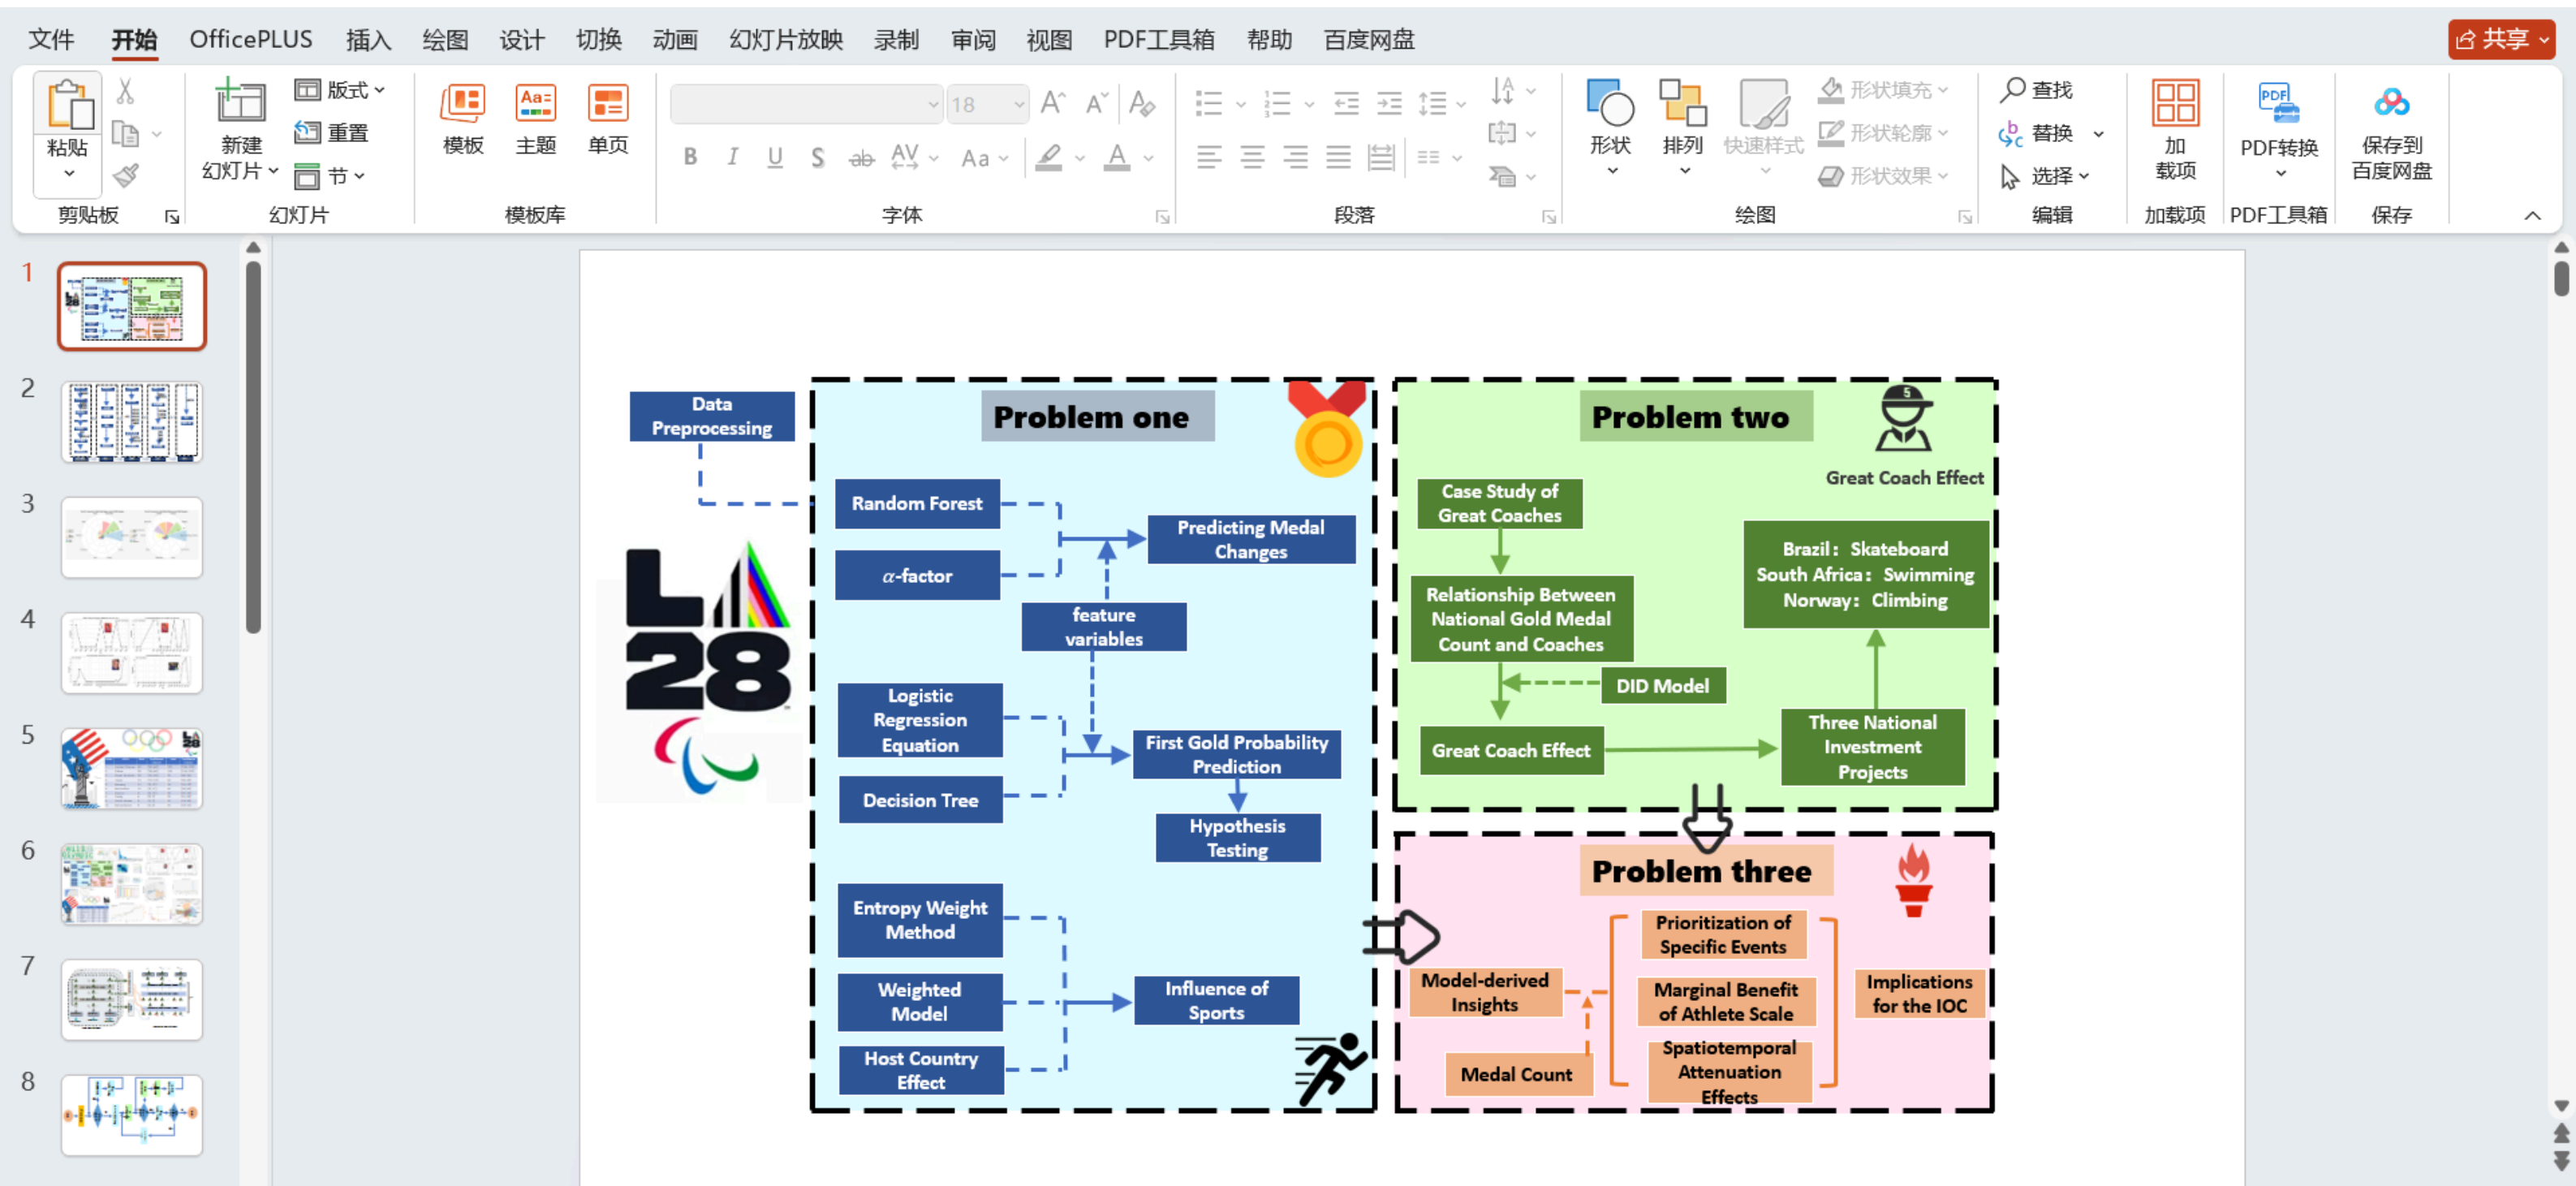 文件 开始 OfficePLUS 插入 绘图 设计 切换 动画 幻灯片放映 录制 审阅 视图 PDF工具箱 帮助 百度网盘 共享
粘贴
剪贴板
新建
幻灯片
版式
重置
节
幻灯片
模板 主题 单页
模板库
18
字体
段落
形状 排列 快速样式
形状填充
形状轮廓
形状效果
绘图
查找
替换
选择
编辑
加
载项
加载项
PDF转换
PDF工具箱
保存到
百度网盘
保存
1
2
3
4
5
6
7
8
Data
Preprocessing
LA
28
Problem one
Random Forest
α-factor
Predicting Medal
Changes
feature
variables
Logistic
Regression
Equation
Decision Tree
First Gold Probability
Prediction
Hypothesis
Testing
Entropy Weight
Method
Weighted
Model
Host Country
Effect
Influence of
Sports
Problem two
5
Great Coach Effect
Case Study of
Great Coaches
Relationship Between
National Gold Medal
Count and Coaches
DID Model
Great Coach Effect
Three National
Investment
Projects
Brazil：Skateboard
South Africa：Swimming
Norway：Climbing
Problem three
Model-derived
Insights
Medal Count
Prioritization of
Specific Events
Marginal Benefit
of Athlete Scale
Spatiotemporal
Attenuation
Effects
Implications
for the IOC